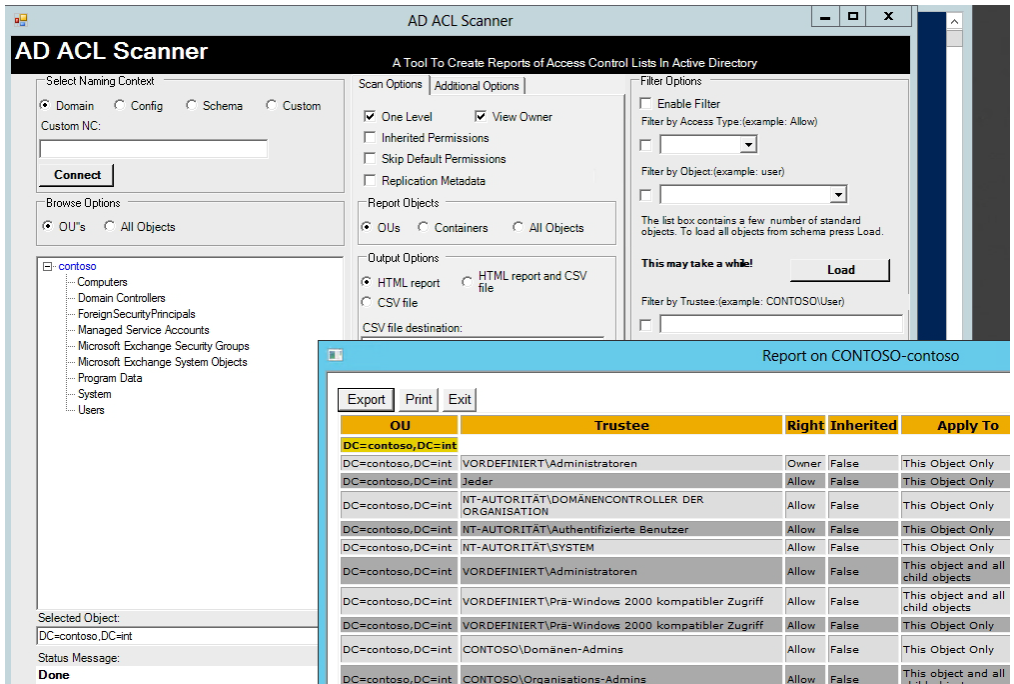 AD ACL Scanner
AD ACL Scanner
A Tool To Create Reports of Access Control Lists In Active Directory
Select Naming Context
Domain Config Schema Custom
Custom NC:
Connect
Browse Options
OU"s All Objects
contoso
Computers
Domain Controllers
ForeignSecurityPrincipals
Managed Service Accounts
Microsoft Exchange Security Groups
Microsoft Exchange System Objects
Program Data
System
Users
Selected Object:
DC=contoso,DC=int
Status Message:
Done
Scan Options Additional Options
One Level View Owner
Inherited Permissions
Skip Default Permissions
Replication Metadata
Report Objects
OUs Containers All Objects
Output Options
HTML report HTML report and CSV
file
CSV file
CSV file destination:
Filter Options
Enable Filter
Filter by Access Type:(example: Allow)
Filter by Object:(example: user)
The list box contains a few number of standard
objects. To load all objects from schema press Load.
This may take a while!
Load
Filter by Trustee:(example: CONTOSO\User)
Report on CONTOSO-contoso
Export Print Exit
OU Trustee Right Inherited Apply To
DC=contoso,DC=int
DC=contoso,DC=int VORDEFINIERT\Administratoren Owner False This Object Only
DC=contoso,DC=int Jeder Allow False This Object Only
DC=contoso,DC=int NT-AUTORITÄT\DOMÄNENCONTROLLER DER
ORGANISATION Allow False This Object Only
DC=contoso,DC=int NT-AUTORITÄT\Authentifizierte Benutzer Allow False This Object Only
DC=contoso,DC=int NT-AUTORITÄT\SYSTEM Allow False This Object Only
DC=contoso,DC=int VORDEFINIERT\Administratoren Allow False This object and all
child objects
DC=contoso,DC=int VORDEFINIERT\Prä-Windows 2000 kompatibler Zugriff Allow False This object and all
child objects
DC=contoso,DC=int VORDEFINIERT\Prä-Windows 2000 kompatibler Zugriff Allow False This Object Only
DC=contoso,DC=int CONTOSO\Domänen-Admins Allow False This Object Only
DC=contoso,DC=int CONTOSO\Organisations-Admins Allow False This object and all